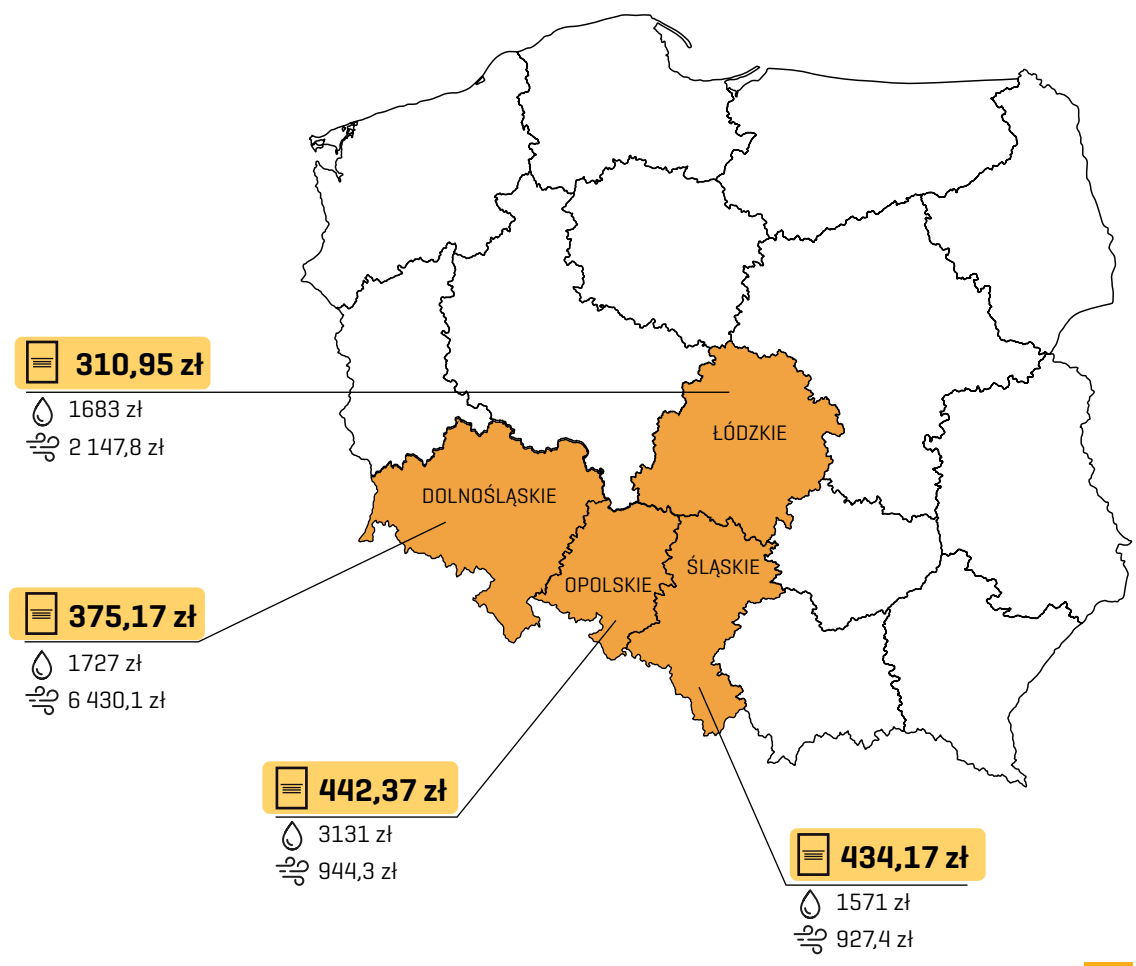 310,95 zł
1683 zł
2 147,8 zł
ŁÓDZKIE
DOLNOŚLĄSKIE
ŚLĄSKIE
OPOLSKIE
375,17 zł
1727 zł
6 430,1 zł
442,37 zł
3131 zł
944,3 zł
434,17 zł
1571 zł
927,4 zł